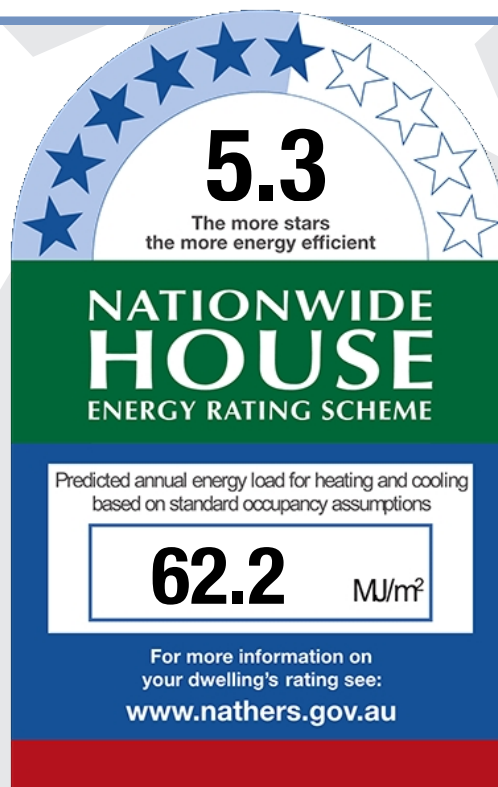 5.3
The more stars
the more energy efficient
NATIONWIDE
HOUSE
ENERGY RATING SCHEME
Predicted annual energy load for heating and cooling
based on standard occupancy assumptions
62.2 MJ/m²
For more information on
your dwelling's rating see:
www.nathers.gov.au